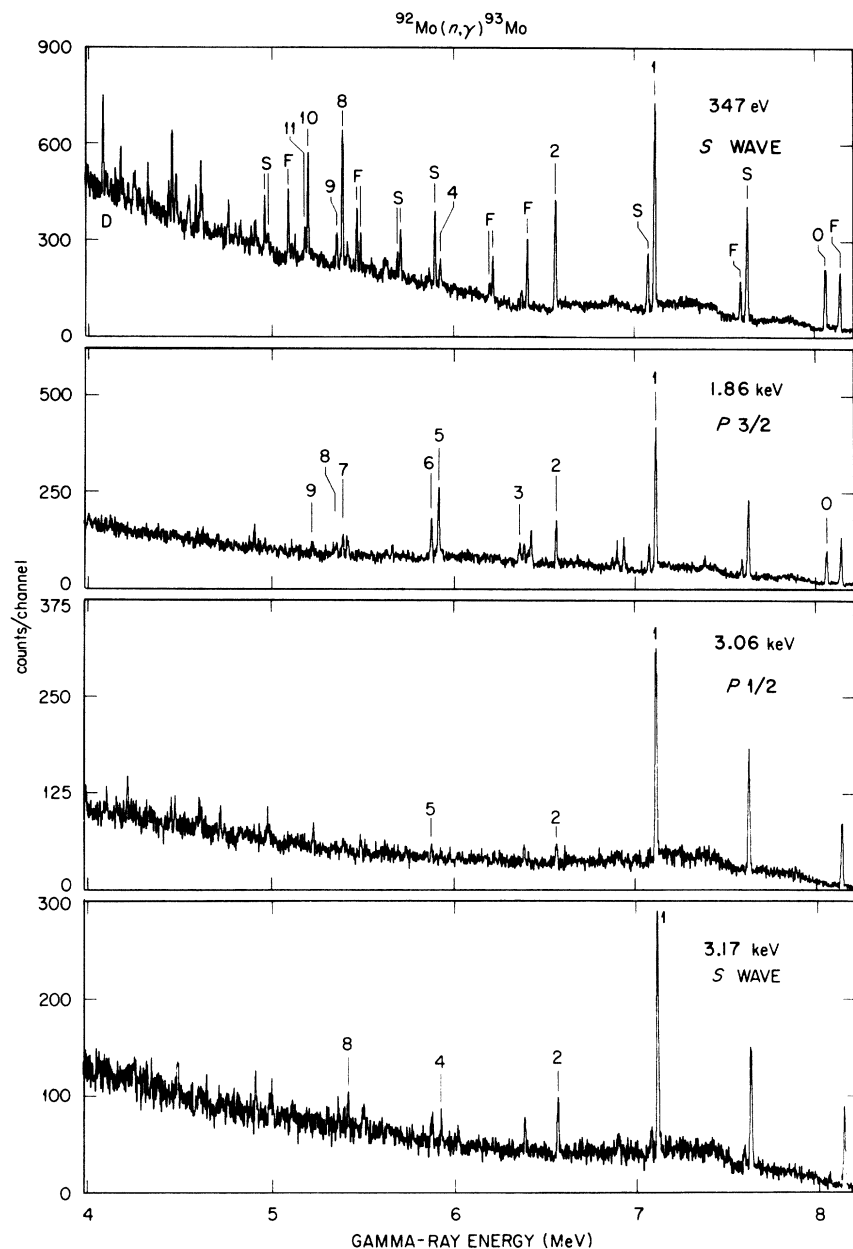 ⁹²Mo(n,γ)⁹³Mo
counts/channel
900
600
300
0
347 eV
S WAVE
D
S
F
11
10
9
8
F
S
S
4
F
F
2
S
1
F
S
O
F
500
250
0
1.86 keV
P 3/2
9
8
7
6
5
3
2
1
O
375
250
125
0
3.06 keV
P 1/2
5
2
1
300
200
100
0
3.17 keV
S WAVE
8
4
2
1
4
5
6
7
8
GAMMA-RAY ENERGY (MeV)